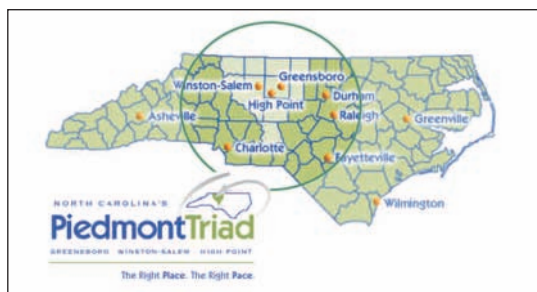 Winston-Salem
Greensboro
High Point
Durham
Raleigh
Greenville
Asheville
Charlotte
Fayetteville
Wilmington
NORTH CAROLINA'S
PiedmontTriad
GREENSBORO WINSTON-SALEM HIGH POINT
The Right Place. The Right Pace.